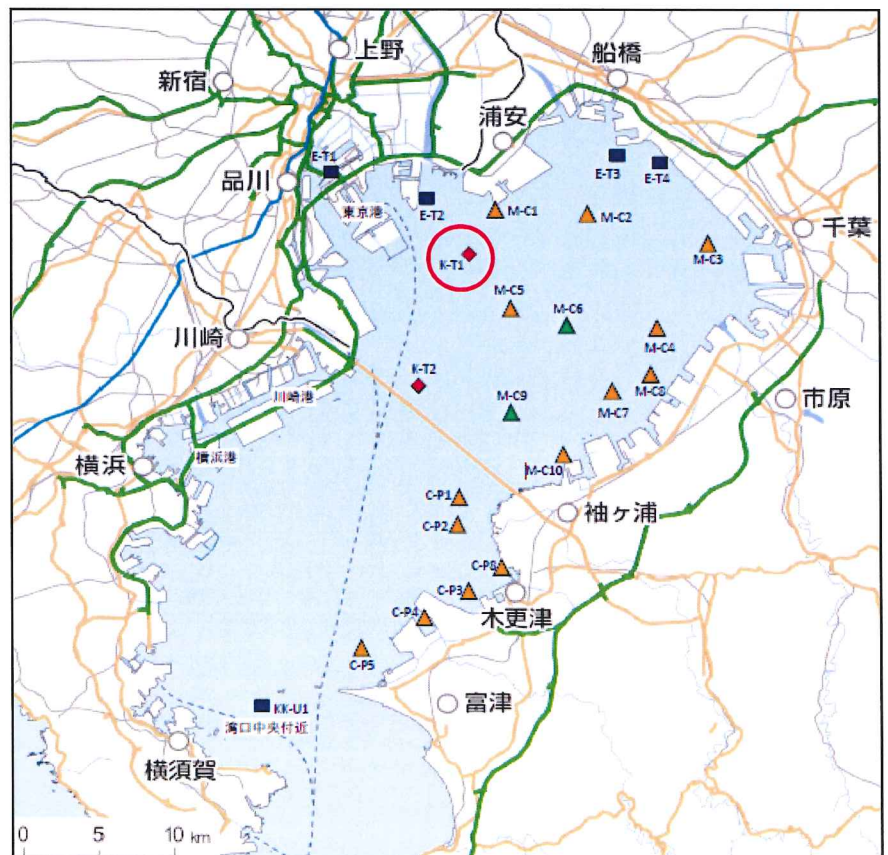 上野
船橋
新宿
浦安
E-T1
E-T3
E-T4
品川
東京港
E-T2
M-C1
M-C2
千葉
M-C3
K-T1
M-C5
M-C6
M-C4
川崎
K-T2
M-C8
川崎港
M-C9
M-C7
市原
横浜
横浜港
M-C10
C-P1
袖ヶ浦
C-P2
C-P8
C-P3
木更津
C-P4
C-P5
KK-U1
富津
湾口中央付近
横須賀
0 5 10 km